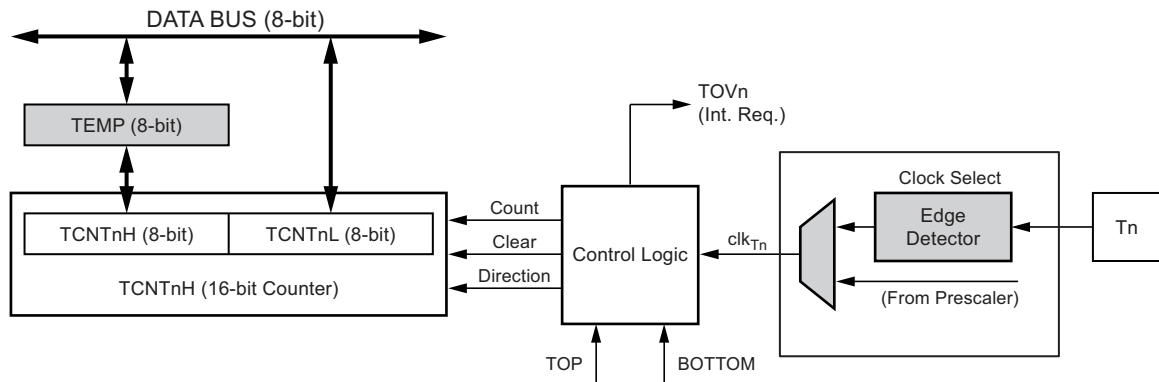 DATA BUS (8-bit)
TEMP (8-bit)
TCNTnH (8-bit)
TCNTnL (8-bit)
TCNTnH (16-bit Counter)
Count
Clear
Direction
TOVn
(Int. Req.)
Control Logic
TOP
BOTTOM
clkTn
Clock Select
Edge
Detector
(From Prescaler)
Tn